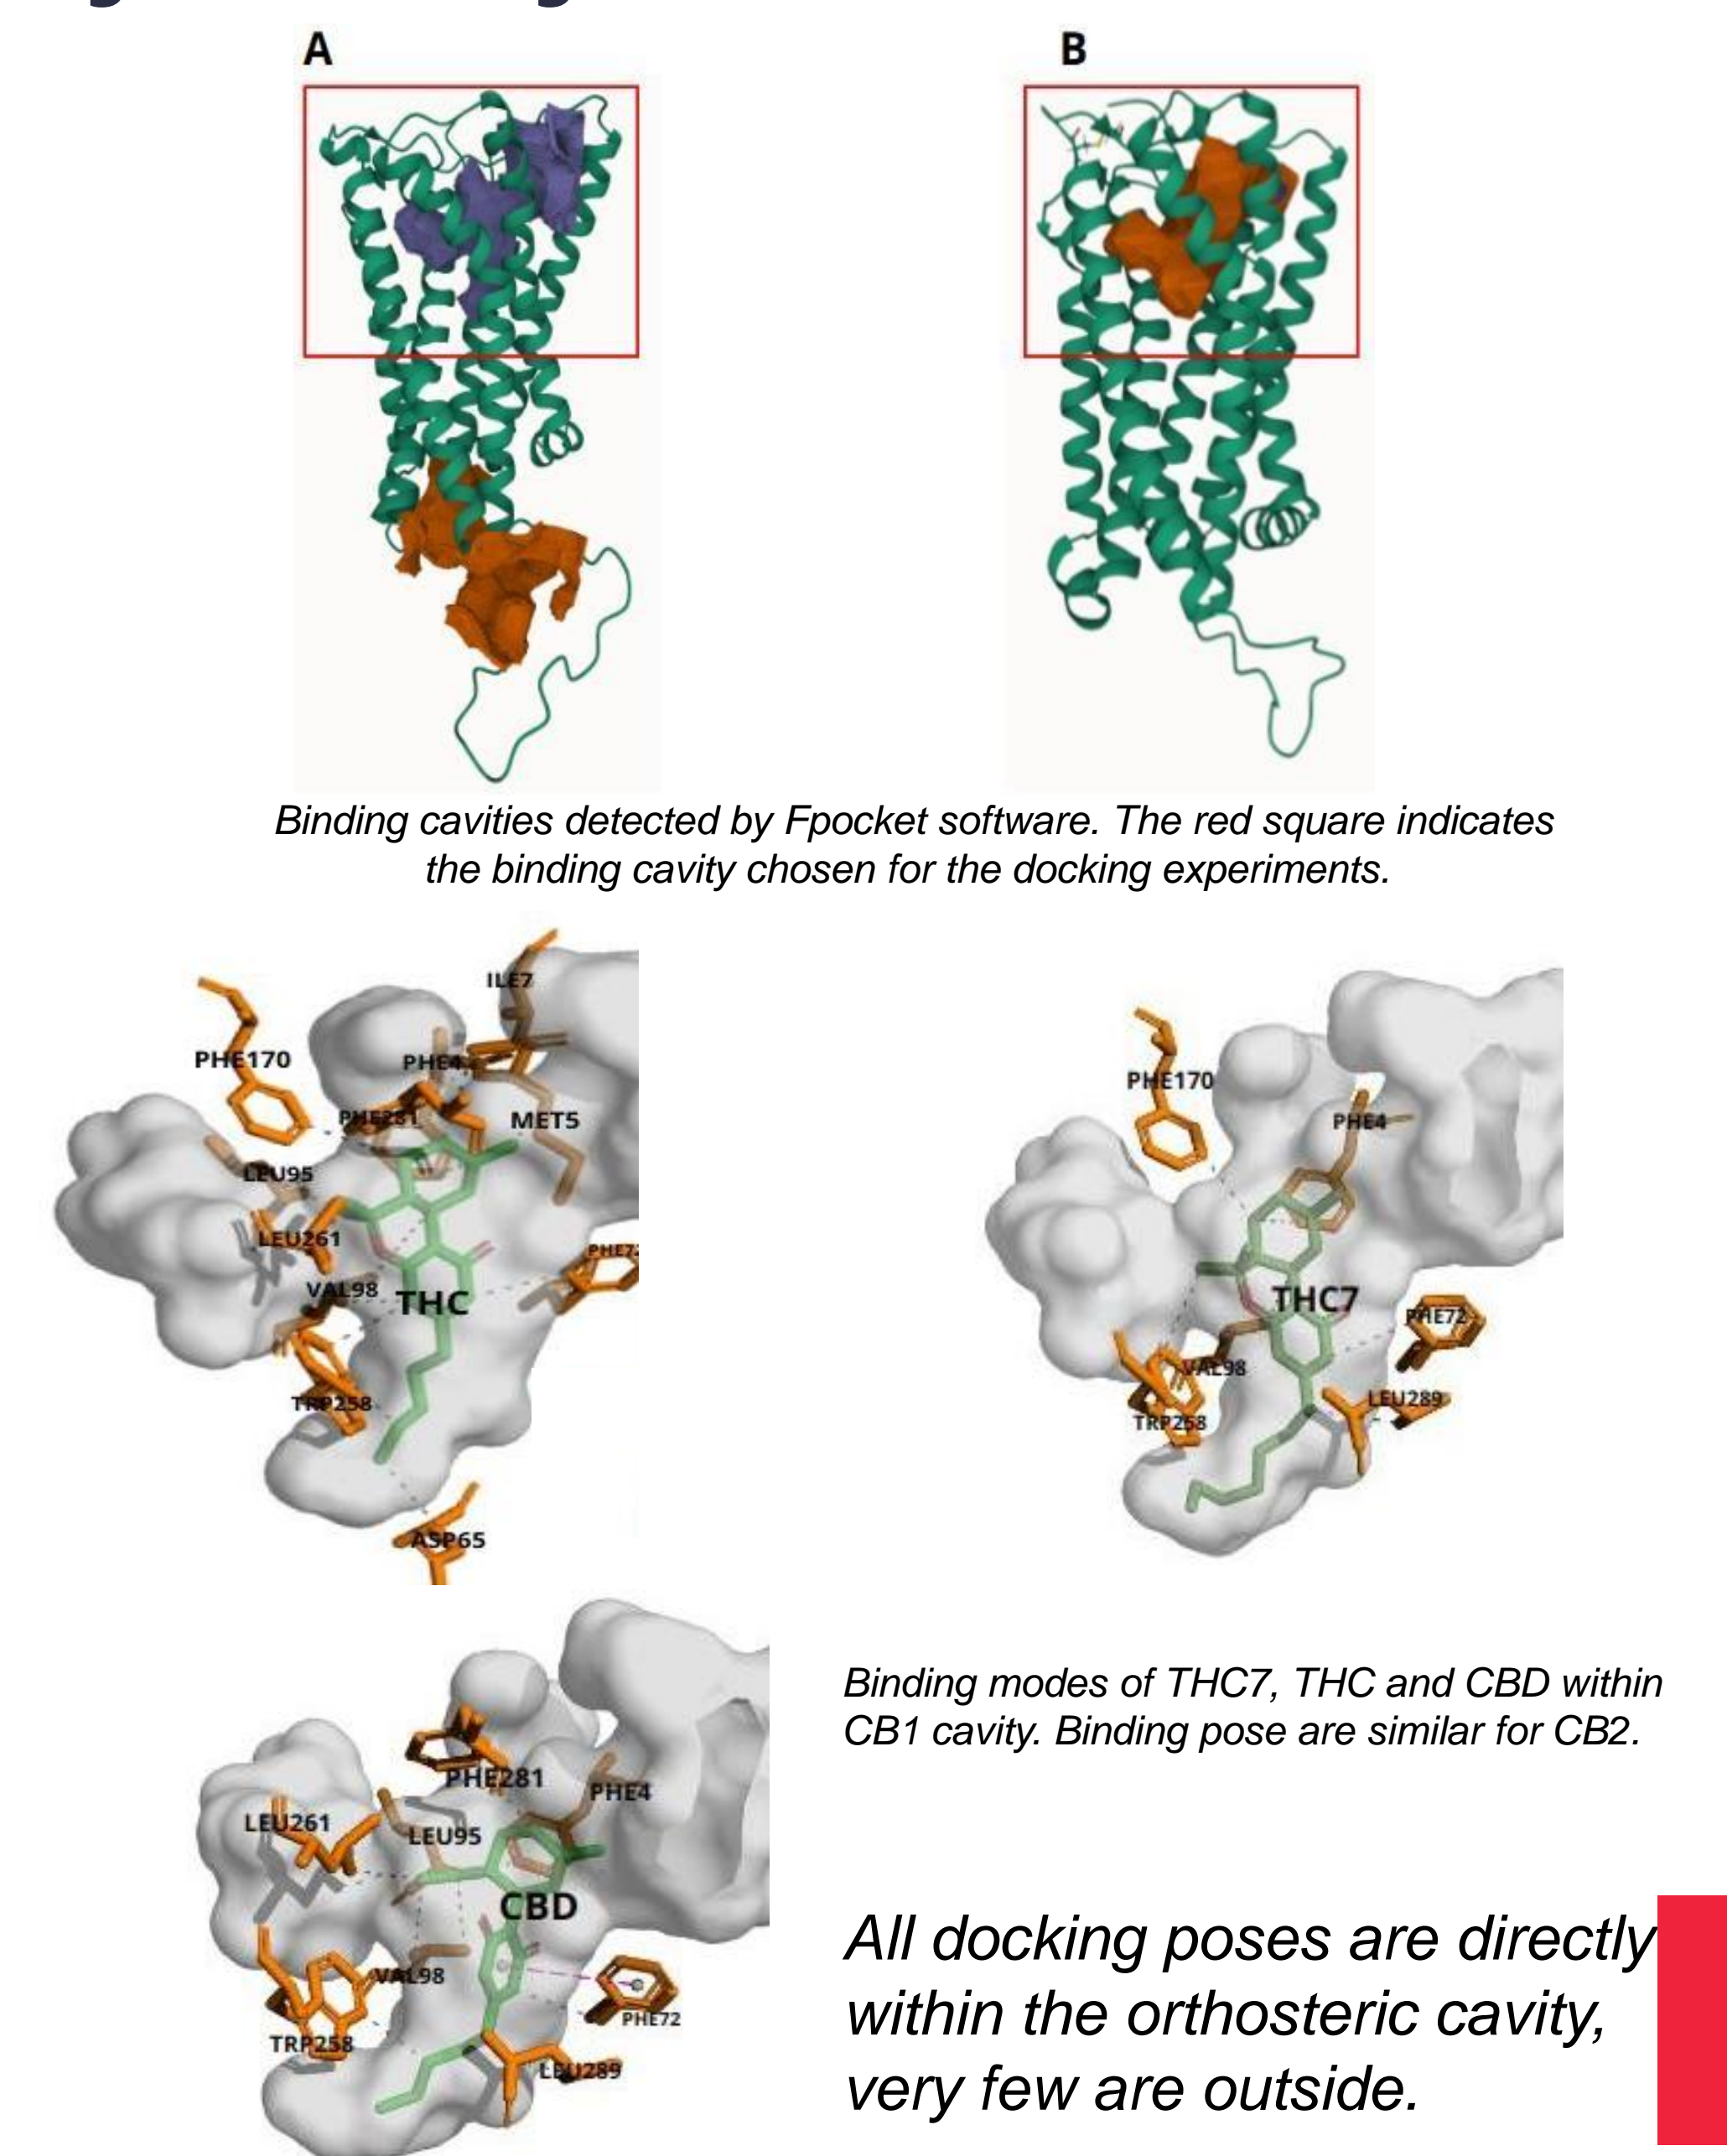 A
B
Binding cavities detected by Fpocket software. The red square indicates
the binding cavity chosen for the docking experiments.
ILE7
PHE170
PHE4
PHE281
MET5
LEU95
LEU261
PHE72
VAL98
THC
TRP258
ASP65
PHE170
PHE4
THC7
PHE72
VAL98
LEU289
TRP258
PHE281
PHE4
LEU261
LEU95
CBD
VAL98
PHE72
TRP258
LEU289
Binding modes of THC7, THC and CBD within
CB1 cavity. Binding pose are similar for CB2.
All docking poses are directly
within the orthosteric cavity,
very few are outside.